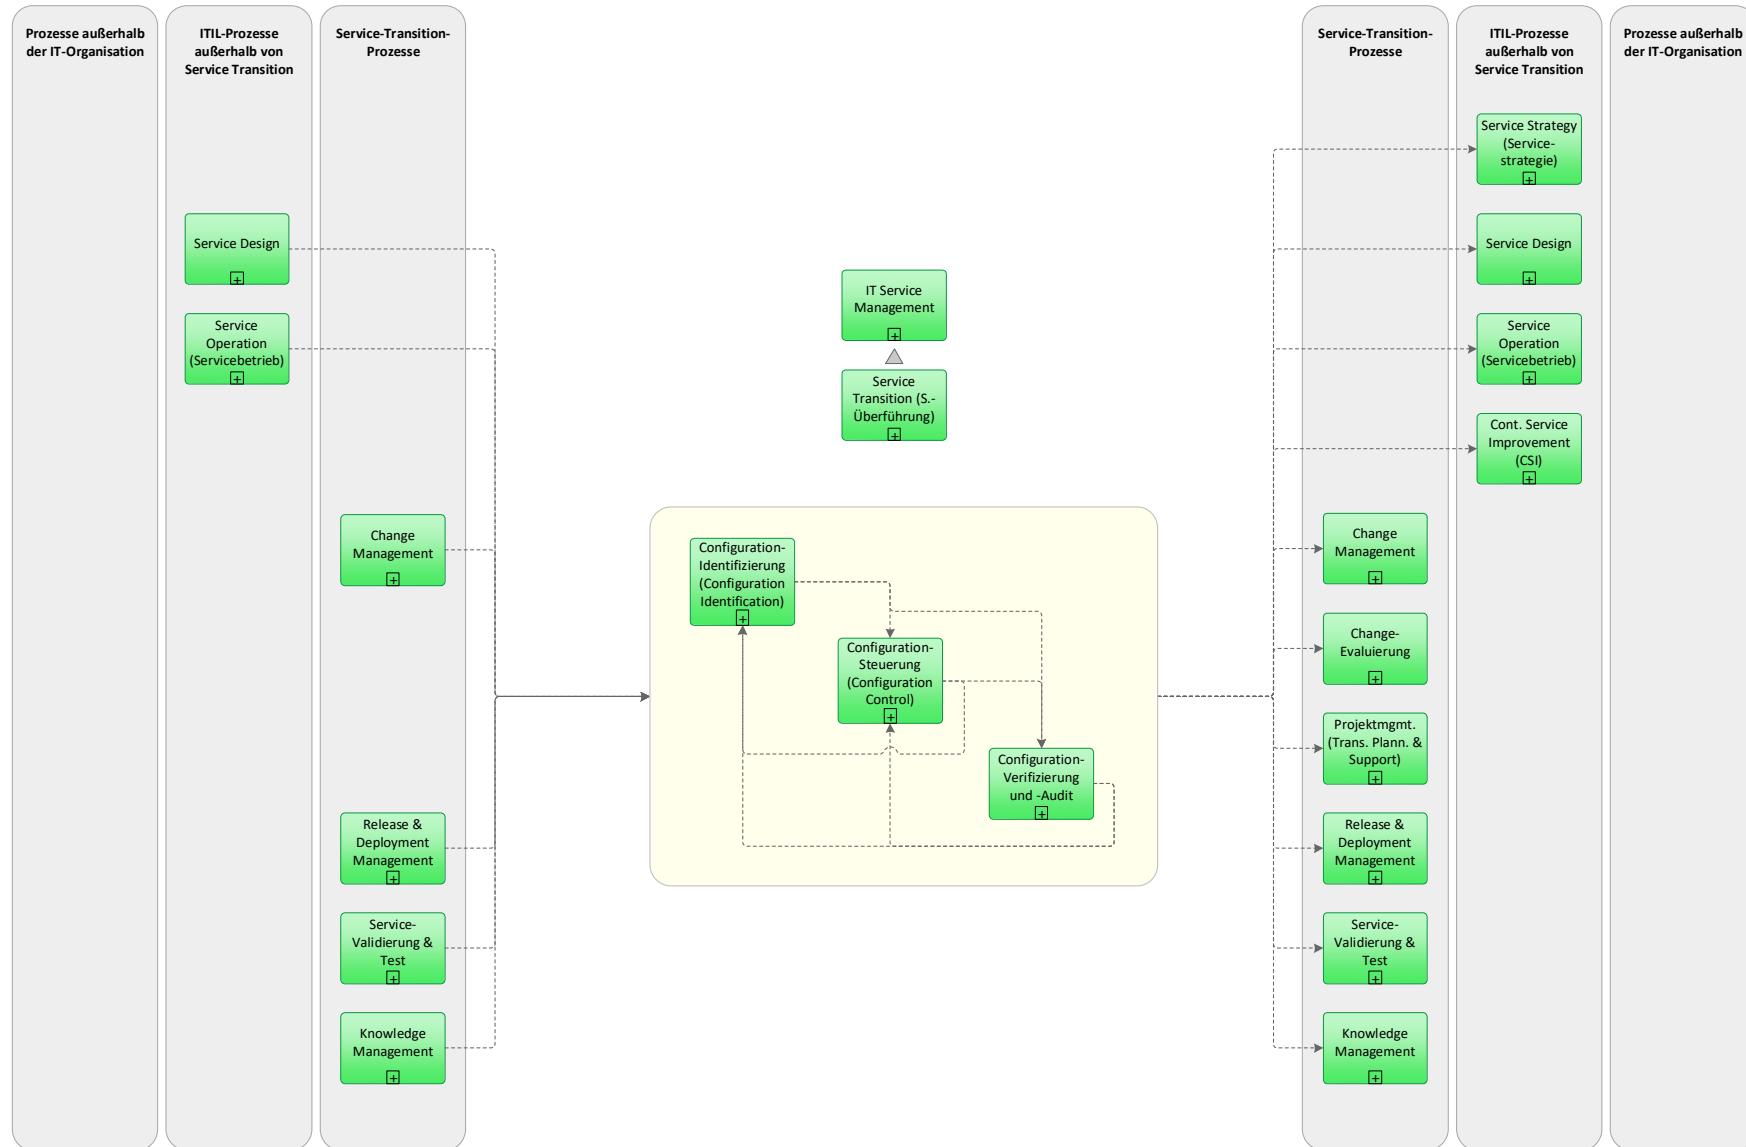 Prozesse außerhalb
der IT-Organisation
ITIL-Prozesse
außerhalb von
Service Transition
Service-Transition-
Prozesse
Service-Transition-
Prozesse
ITIL-Prozesse
außerhalb von
Service Transition
Prozesse außerhalb
der IT-Organisation
Service Design
Service
Operation
(Servicebetrieb)
Change
Management
Release &
Deployment
Management
Service-
Validierung &
Test
Knowledge
Management
IT Service
Management
Service
Transition (S.-
Überführung)
Configuration-
Identifizierung
(Configuration
Identification)
Configuration-
Steuerung
(Configuration
Control)
Configuration-
Verifizierung
und -Audit
Service Strategy
(Service-
strategie)
Service Design
Service
Operation
(Servicebetrieb)
Cont. Service
Improvement
(CSI)
Change
Management
Change-
Evaluierung
Projektmgmt.
(Trans. Plann. &
Support)
Release &
Deployment
Management
Service-
Validierung &
Test
Knowledge
Management